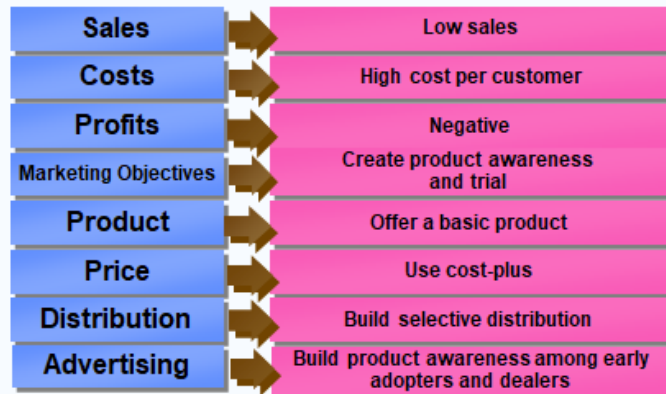 Sales
Low sales
Costs
High cost per customer
Profits
Negative
Marketing Objectives
Create product awareness
and trial
Product
Offer a basic product
Price
Use cost-plus
Distribution
Build selective distribution
Advertising
Build product awareness among early
adopters and dealers